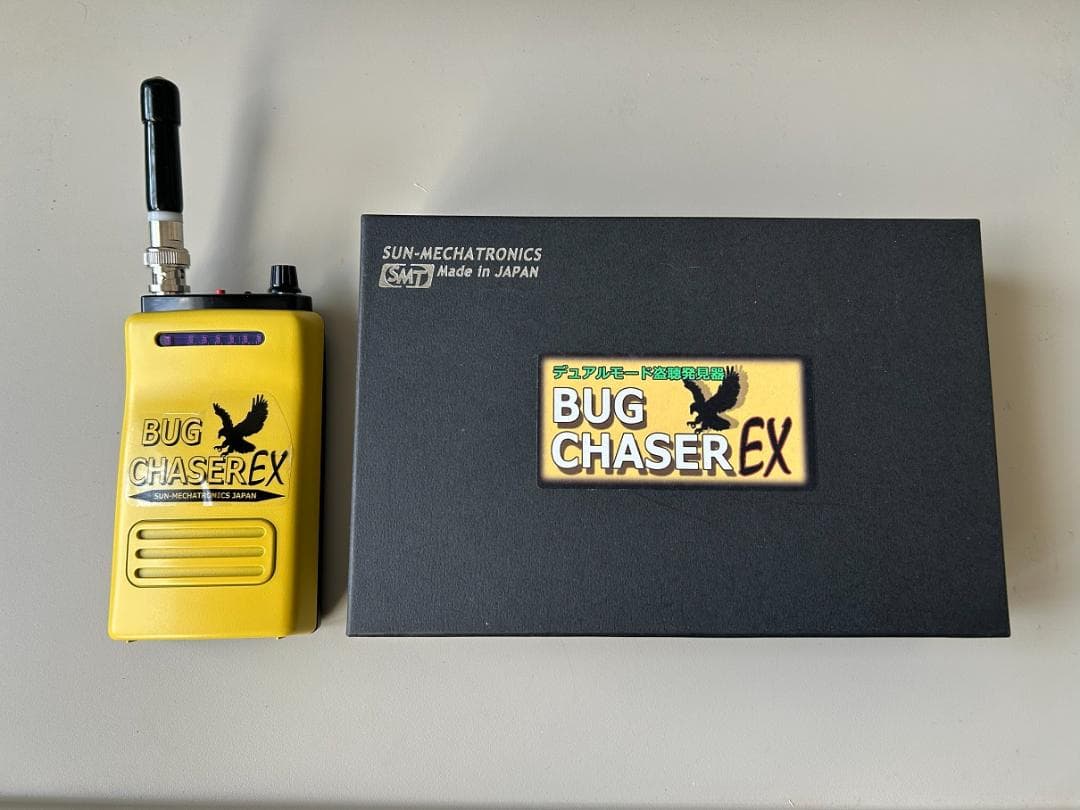 BUG
CHASER EX
SUN-MECHATRONICS JAPAN
SUN-MECHATRONICS
SMT Made in JAPAN
デュアルモード盗聴発見器
BUG
CHASER EX